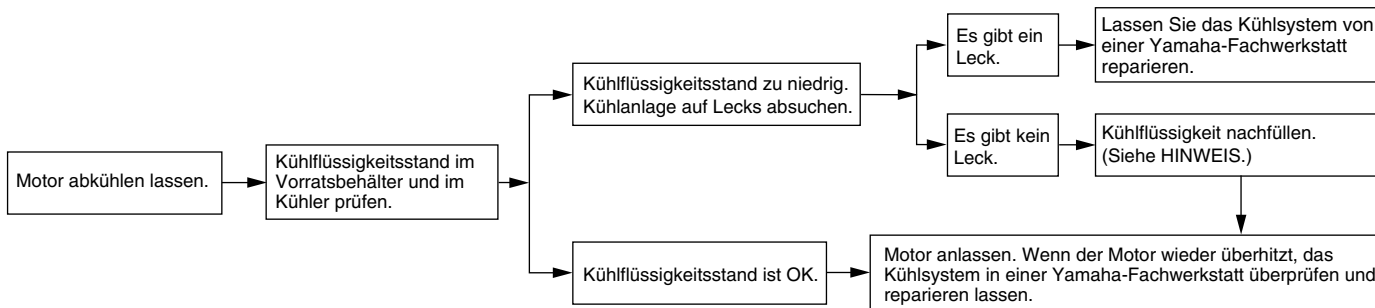 Motor abkühlen lassen.
Kühlflüssigkeitsstand im
Vorratsbehälter und im
Kühler prüfen.
Kühlflüssigkeitsstand zu niedrig.
Kühlanlage auf Lecks absuchen.
Es gibt ein
Leck.
Lassen Sie das Kühlsystem von
einer Yamaha-Fachwerkstatt
reparieren.
Es gibt kein
Leck.
Kühlflüssigkeit nachfüllen.
(Siehe HINWEIS.)
Kühlflüssigkeitsstand ist OK.
Motor anlassen. Wenn der Motor wieder überhitzt, das
Kühlsystem in einer Yamaha-Fachwerkstatt überprüfen und
reparieren lassen.